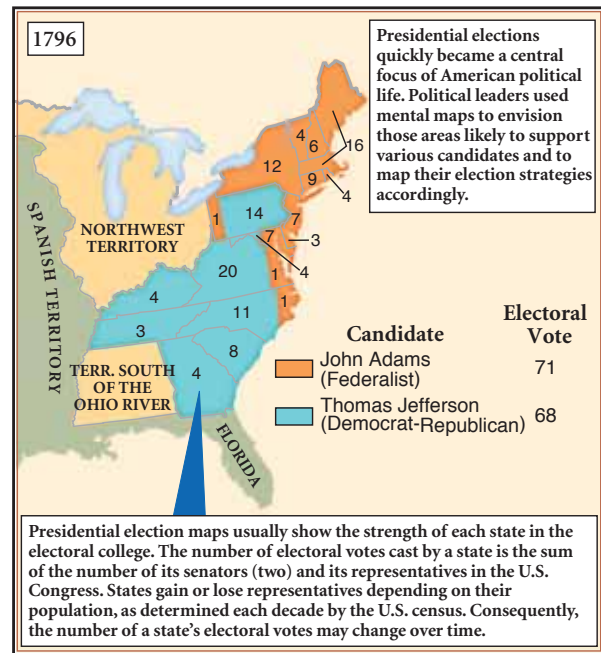 1796
Presidential elections
quickly became a central
focus of American political
life. Political leaders used
mental maps to envision
those areas likely to support
various candidates and to
map their election strategies
accordingly.
4
6
16
12
9
4
1
14
7
NORTHWEST
TERRITORY
7
3
4
SPANISH TERRITORY
20
1
4
11
1
3
8
TERR. SOUTH
OF THE
OHIO RIVER
4
FLORIDA
Candidate
Electoral
Vote
John Adams
(Federalist)
71
Thomas Jefferson
(Democrat-Republican)
68
Presidential election maps usually show the strength of each state in the
electoral college. The number of electoral votes cast by a state is the sum
of the number of its senators (two) and its representatives in the U.S.
Congress. States gain or lose representatives depending on their
population, as determined each decade by the U.S. census. Consequently,
the number of a state's electoral votes may change over time.